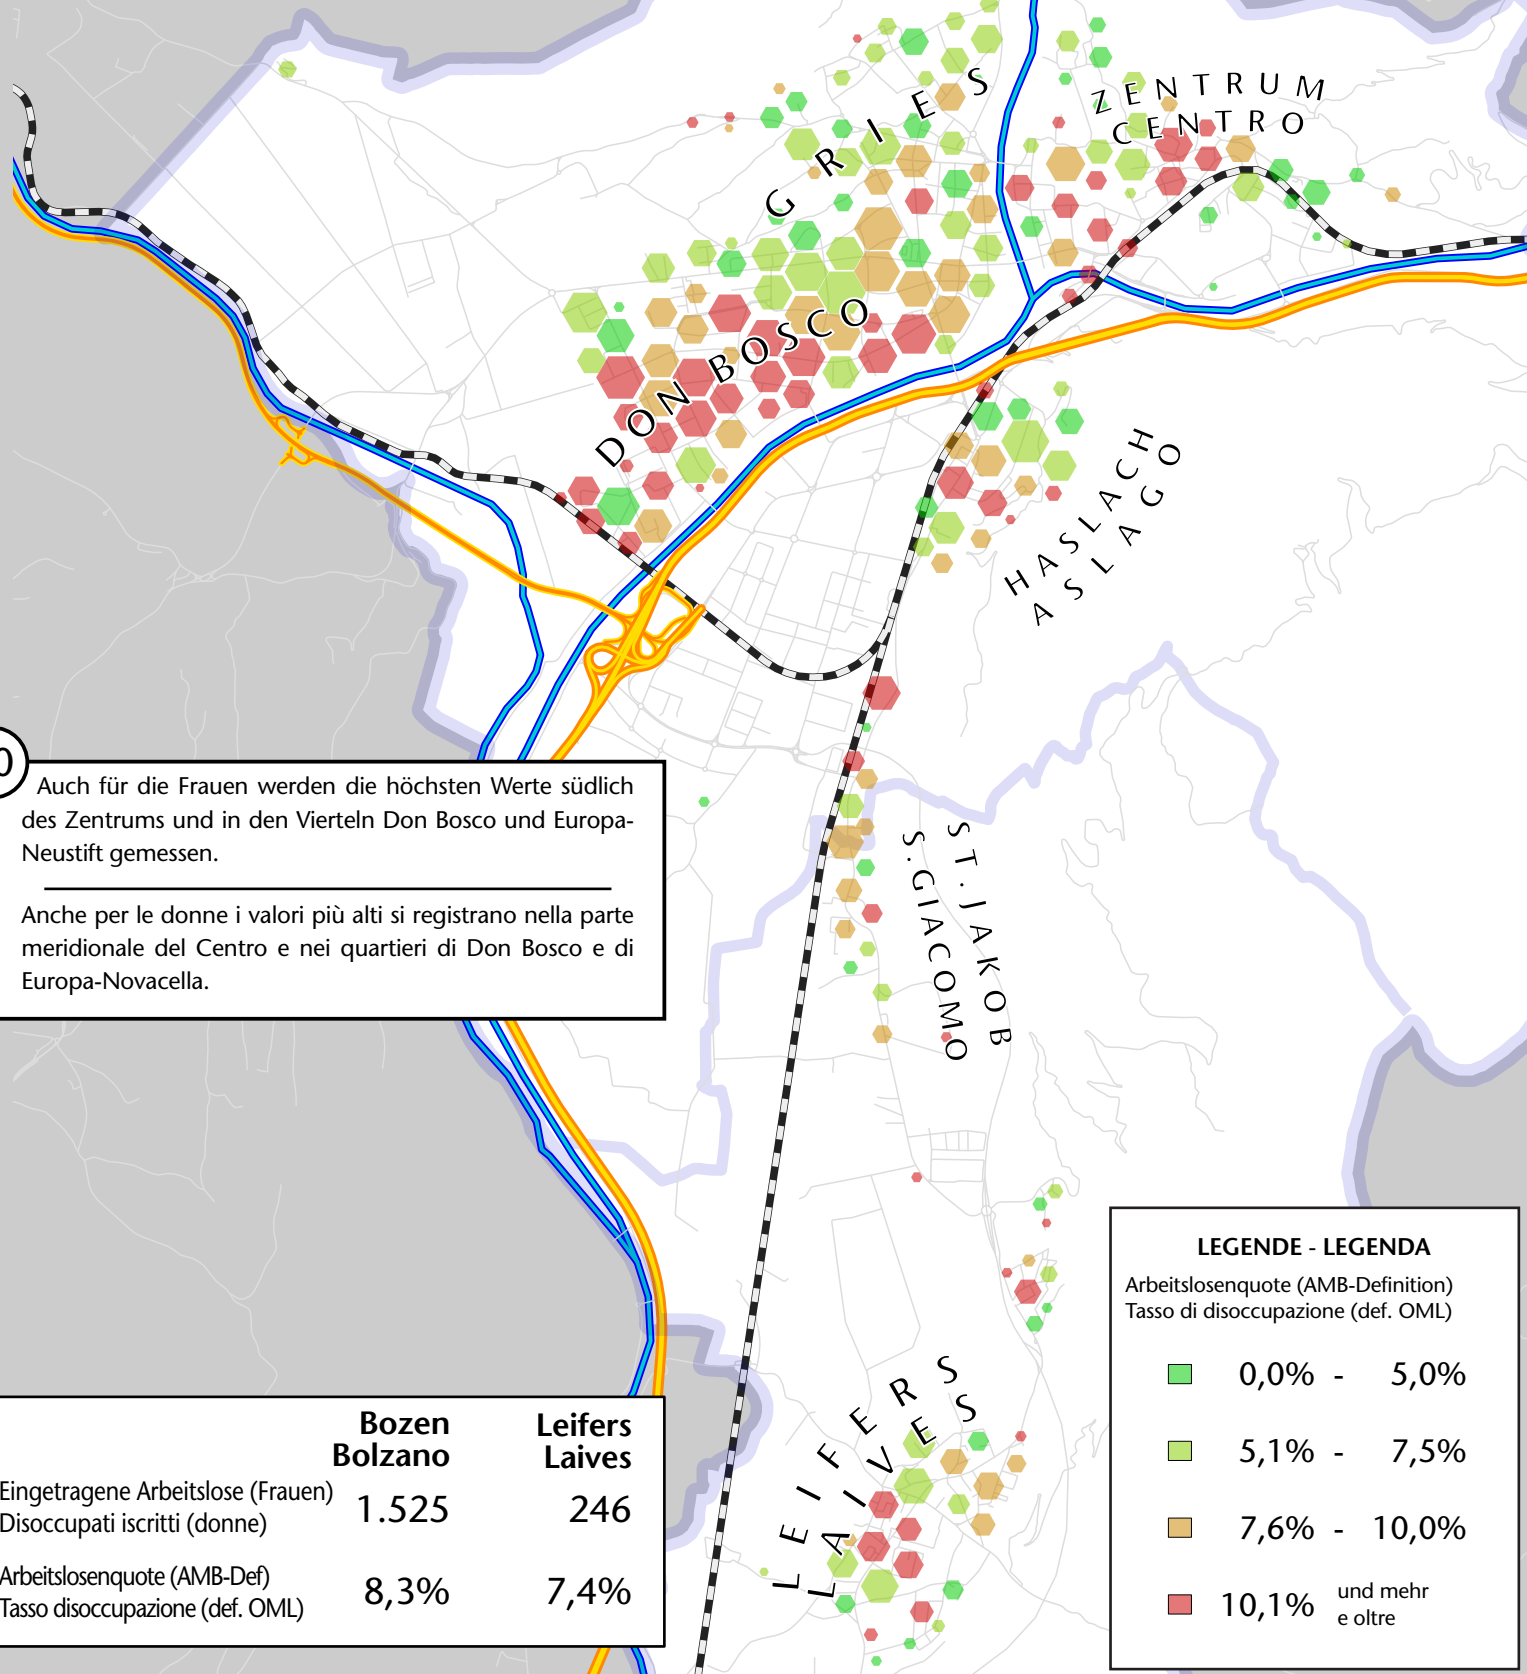 GRIES
ZENTRUM
CENTRO
DON BOSCO
HASLACH
ASLAGO
0
Auch für die Frauen werden die höchsten Werte südlich
des Zentrums und in den Vierteln Don Bosco und Europa-
Neustift gemessen.
Anche per le donne i valori più alti si registrano nella parte
meridionale del Centro e nei quartieri di Don Bosco e di
Europa-Novacella.
ST. JAKOB
S.GIACOMO
LEIFERS
LAIVES
Bozen Leifers
Bolzano Laives
Eingetragene Arbeitslose (Frauen)
Disoccupati iscritti (donne) 1.525 246
Arbeitslosenquote (AMB-Def)
Tasso disoccupazione (def. OML) 8,3% 7,4%
LEGENDE - LEGENDA
Arbeitslosenquote (AMB-Definition)
Tasso di disoccupazione (def. OML)
0,0% - 5,0%
5,1% - 7,5%
7,6% - 10,0%
10,1% und mehr
e oltre